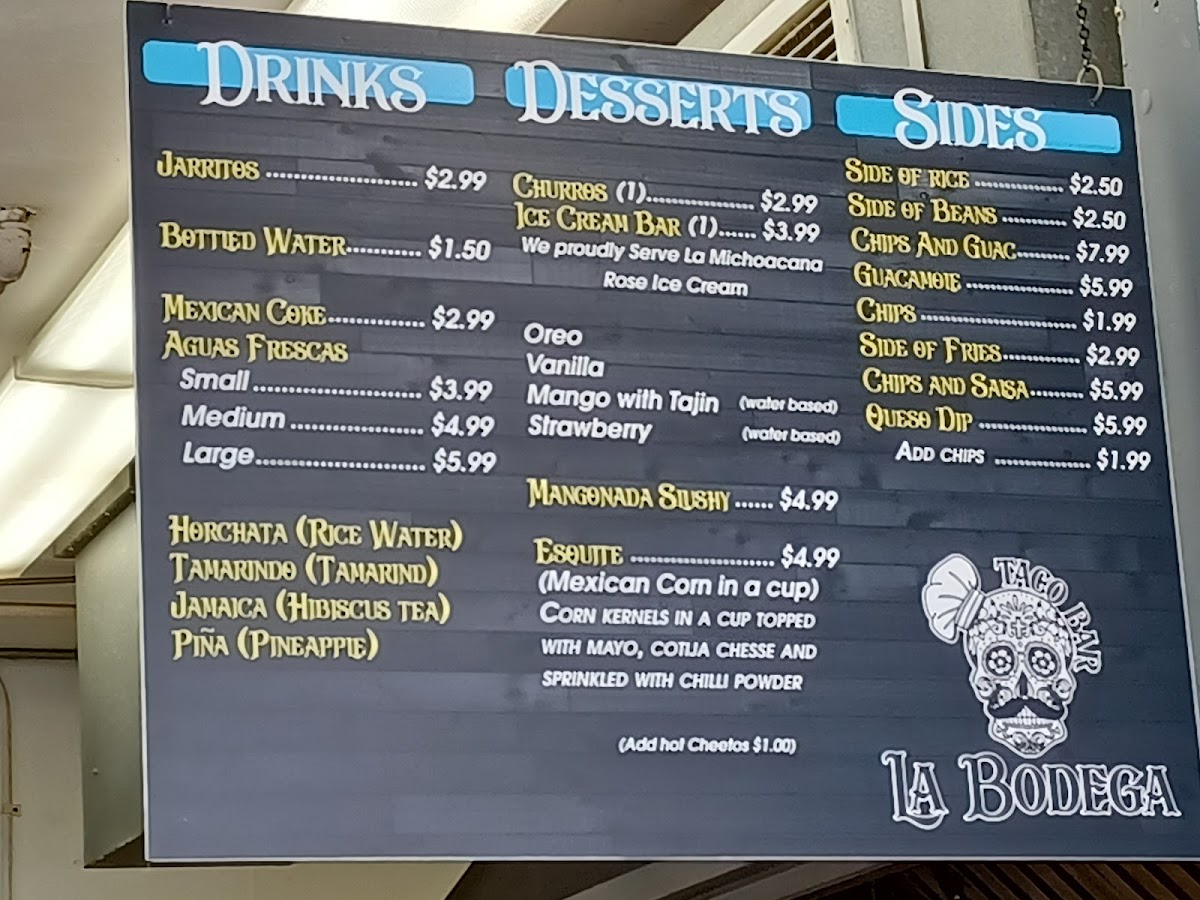 DRINKS
JARRITOS ..................... $2.99
BOTTLED WATER........... $1.50
MEXICAN COKE.............. $2.99
AGUAS FRESCAS
Small ........................ $3.99
Medium ................... $4.99
Large........................ $5.99
HORCHATA (RICE WATER)
TAMARINDO (TAMARIND)
JAMAICA (HIBISCUS TEA)
PIÑA (PINEAPPLE)
DESSERTS
CHURROS (1)................ $2.99
ICE CREAM BAR (1)...... $3.99
We proudly Serve La Michoacana
Rose Ice Cream
Oreo
Vanilla
Mango with Tajin (water based)
Strawberry (water based)
MANGONADA SLUSHY ...... $4.99
ESQUITE ..................... $4.99
(Mexican Corn in a cup)
CORN KERNELS IN A CUP TOPPED
WITH MAYO, COTIJA CHESSE AND
SPRINKLED WITH CHILLI POWDER
(Add hot Cheetos $1.00)
SIDES
SIDE OF RICE .............. $2.50
SIDE OF BEANS .......... $2.50
CHIPS AND GUAC........ $7.99
GUACAMOLE ................ $5.99
CHIPS ........................ $1.99
SIDE OF FRIES............ $2.99
CHIPS AND SALSA........ $5.99
QUESO DIP ................. $5.99
ADD CHIPS ............... $1.99
TACO BAR
LA BODEGA